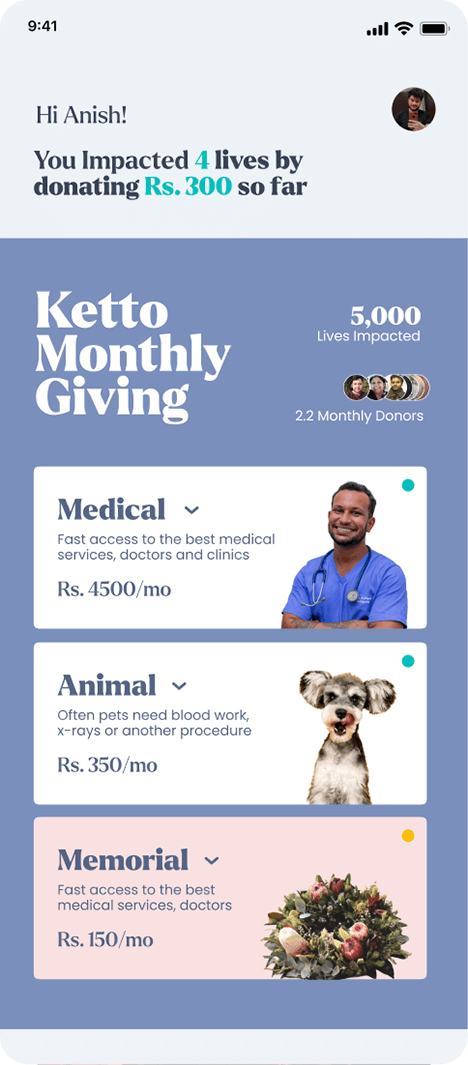 9:41
Hi Anish!
You Impacted 4 lives by
donating Rs. 300 so far
Ketto
Monthly
Giving
5,000
Lives Impacted
2.2 Monthly Donors
Medical
Fast access to the best medical
services, doctors and clinics
Rs. 4500/mo
Animal
Often pets need blood work,
x-rays or another procedure
Rs. 350/mo
Memorial
Fast access to the best
medical services, doctors
Rs. 150/mo